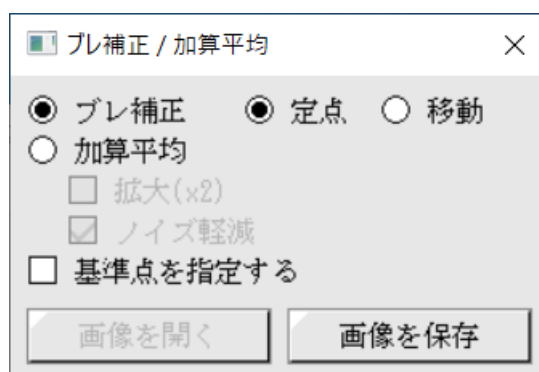 ブレ補正 / 加算平均
ブレ補正 定点 移動
加算平均
拡大(x2)
ノイズ軽減
基準点を指定する
画像を開く 画像を保存